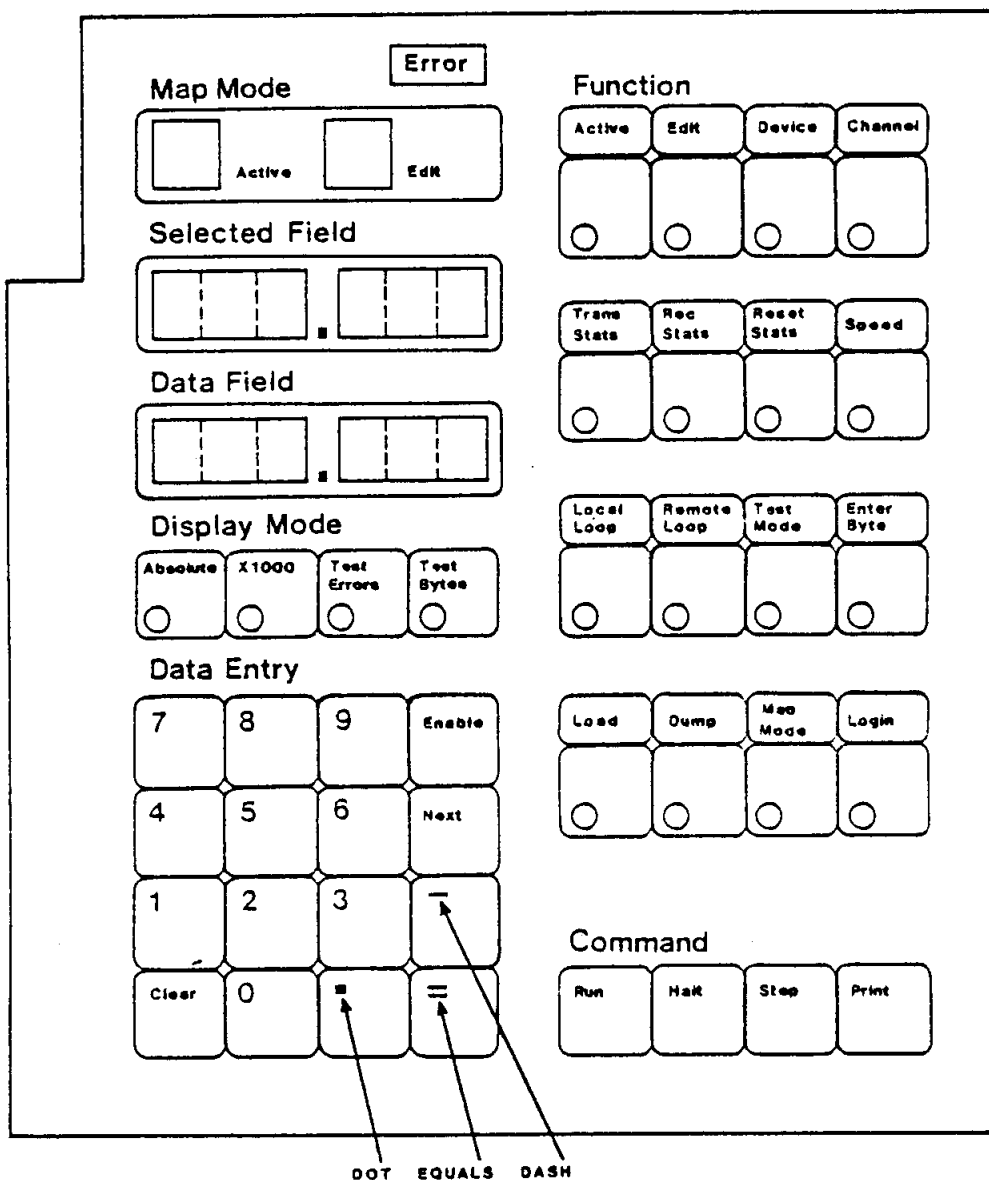 Error
Map Mode
Active Edit
Selected Field
.
Data Field
.
Display Mode
Absolute X1000 Test Errors Test Bytes
Data Entry
7 8 9 Enable
4 5 6 Next
1 2 3 —
Clear 0 . =
Function
Active Edit Device Channel
Trans Stats Rec Stats Reset Stats Speed
Local Loop Remote Loop Test Mode Enter Byte
Load Dump Map Mode Login
Command
Run Halt Step Print
DOT EQUALS DASH